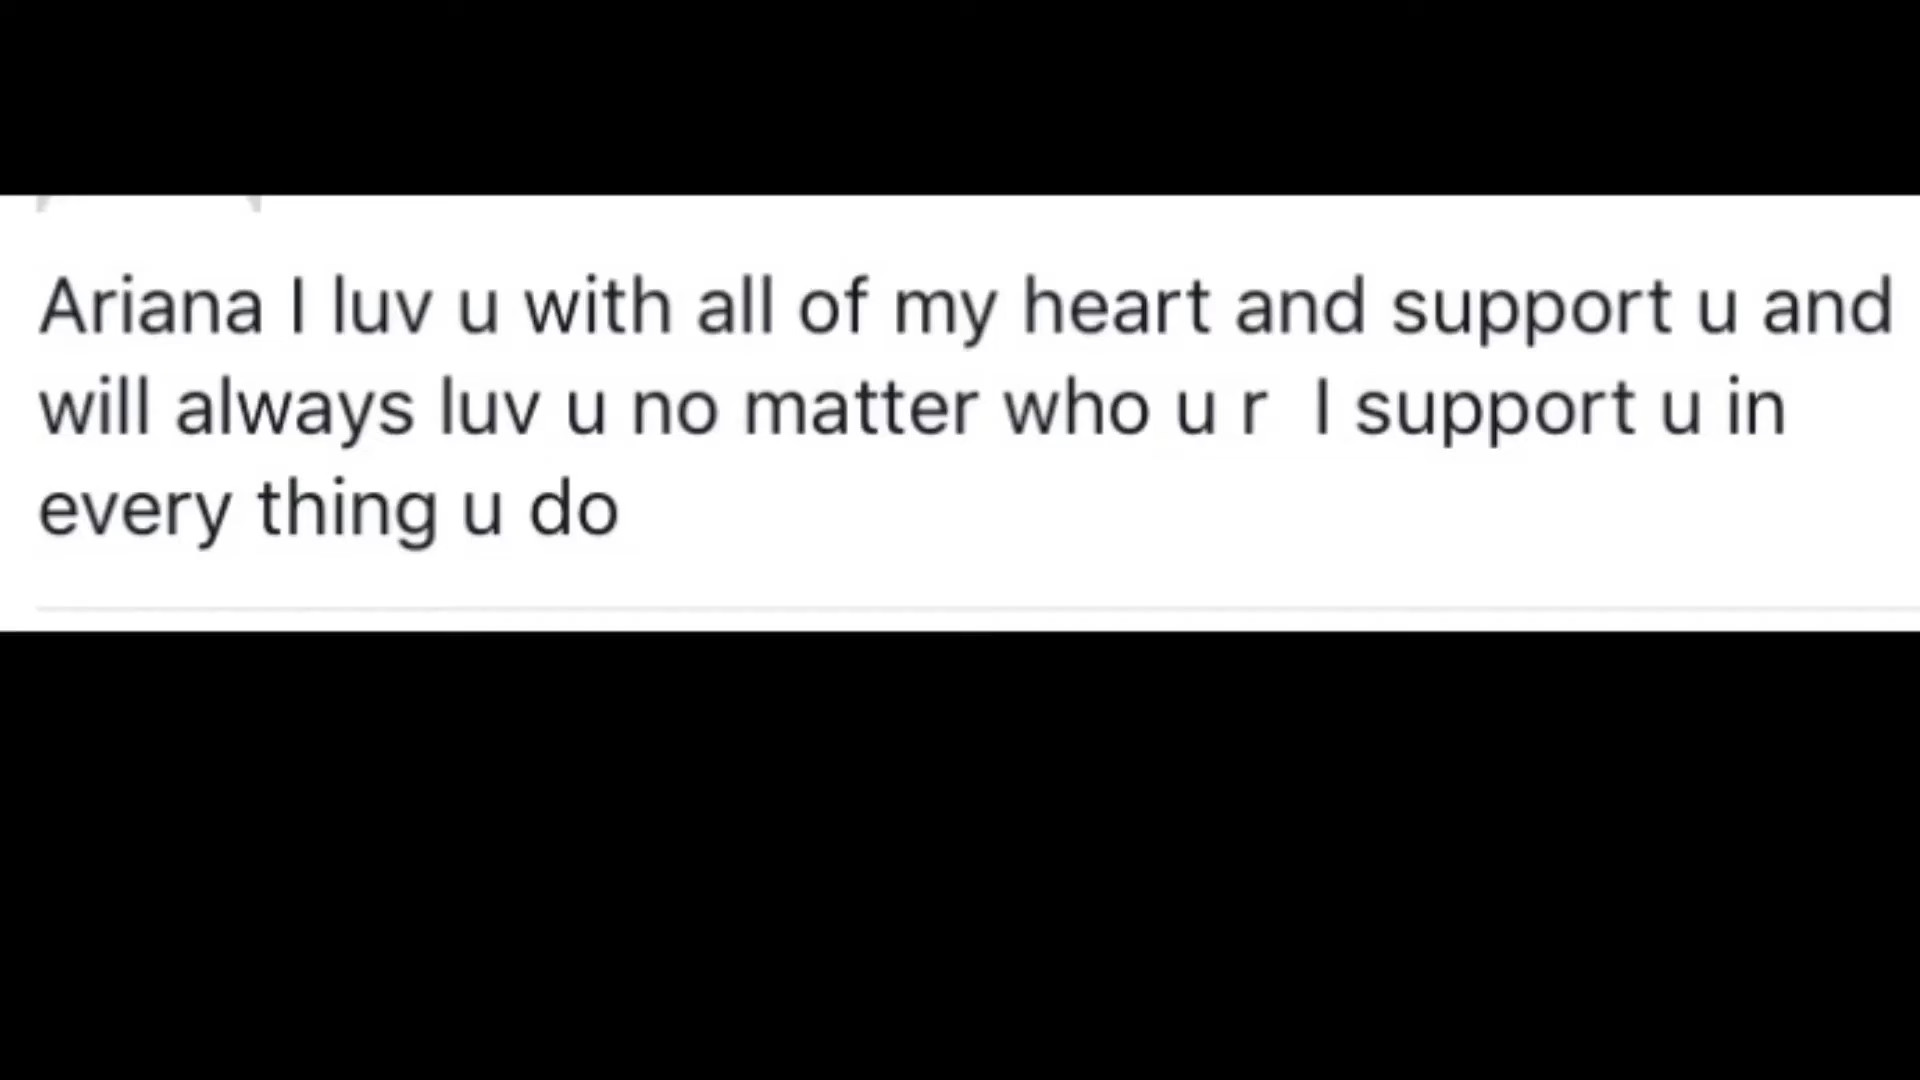 Ariana I luv u with all of my heart and support u and
will always luv u no matter who u r  I support u in
every thing u do